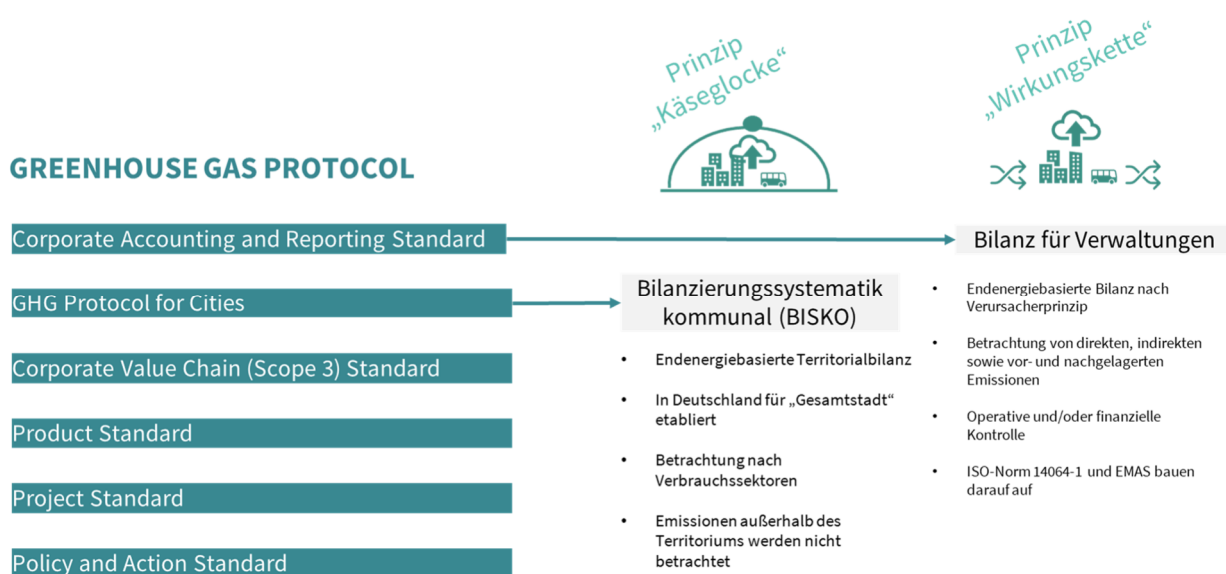 Prinzip
„Käseglocke“
Prinzip
„Wirkungskette“
GREENHOUSE GAS PROTOCOL
Corporate Accounting and Reporting Standard
GHG Protocol for Cities
Corporate Value Chain (Scope 3) Standard
Product Standard
Project Standard
Policy and Action Standard
Bilanzierungssystematik
kommunal (BISKO)
• Endenergiebasierte Territorialbilanz
• In Deutschland für „Gesamtstadt“
etabliert
• Betrachtung nach
Verbrauchssektoren
• Emissionen außerhalb des
Territoriums werden nicht
betrachtet
Bilanz für Verwaltungen
• Endenergiebasierte Bilanz nach
Verursacherprinzip
• Betrachtung von direkten, indirekten
sowie vor- und nachgelagerten
Emissionen
• Operative und/oder finanzielle
Kontrolle
• ISO-Norm 14064-1 und EMAS bauen
darauf auf